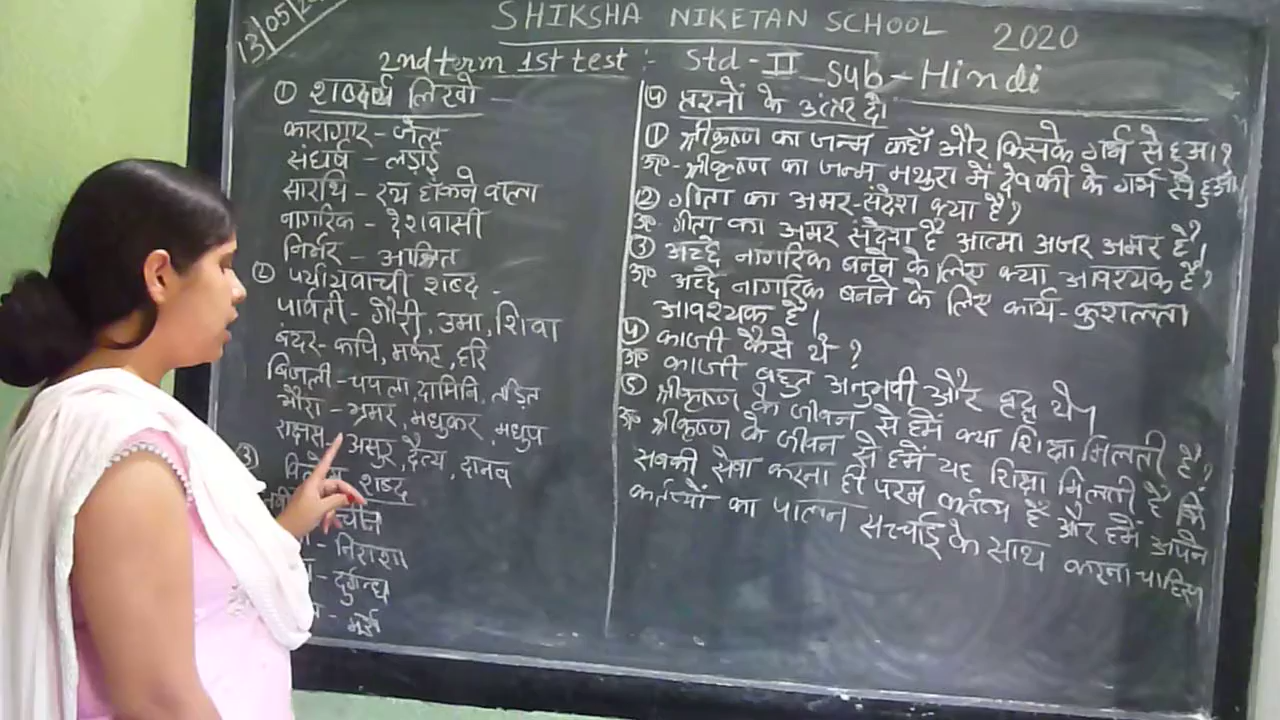 13/05/20
SHIKSHA NIKETAN SCHOOL 2020
2nd term 1st test :- Std - II Sub - Hindi
① शब्दार्थ लिखो -
कारागार - जेल
संघर्ष - लड़ाई
सारथि - रथ हाँकने वाला
नागरिक - देशवासी
निर्भर - आश्रित
② पर्यायवाची शब्द -
पार्वती - गौरी, उमा, शिवा
बंदर - कपि, मर्कट, हरि
बिजली - चपला, दामिनि, तड़ित
भौरा - भ्रमर, मधुकर, मधुप
राक्षस - असुर, दैत्य, दानव
③ शब्द
चीन
- निराशा
- दुर्गन्ध
- मूर्ख
④ प्रश्नों के उत्तर दो
① श्रीकृष्ण का जन्म कहाँ और किसके गर्भ से हुआ?
उ०- श्रीकृष्ण का जन्म मथुरा में देवकी के गर्भ से हुआ।
② गीता का अमर-संदेश क्या है?
उ० गीता का अमर संदेश है आत्मा अजर अमर है।
③ अच्छे नागरिक बनने के लिए क्या आवश्यक है?
उ० अच्छे नागरिक बनने के लिए कार्य-कुशलता
आवश्यक है।
④ काजी कैसे थे?
उ० काजी बहुत अनुभवी और वृद्ध थे।
⑤ श्रीकृष्ण के जीवन से हमें क्या शिक्षा मिलती है?
उ० श्रीकृष्ण के जीवन से हमें यह शिक्षा मिलती है कि
सबकी सेवा करना ही परम कर्तव्य है और हमें अपने
कर्तव्यों का पालन सच्चाई के साथ करना चाहिए